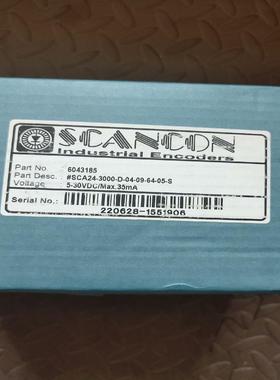 SCANCON
Industrial Encoders
Part No. 6043185
Part Desc. #SCA24-3000-D-04-09-64-05-S
Voltage 5-30VDC/Max.35mA
Serial No.:
220628-1551906